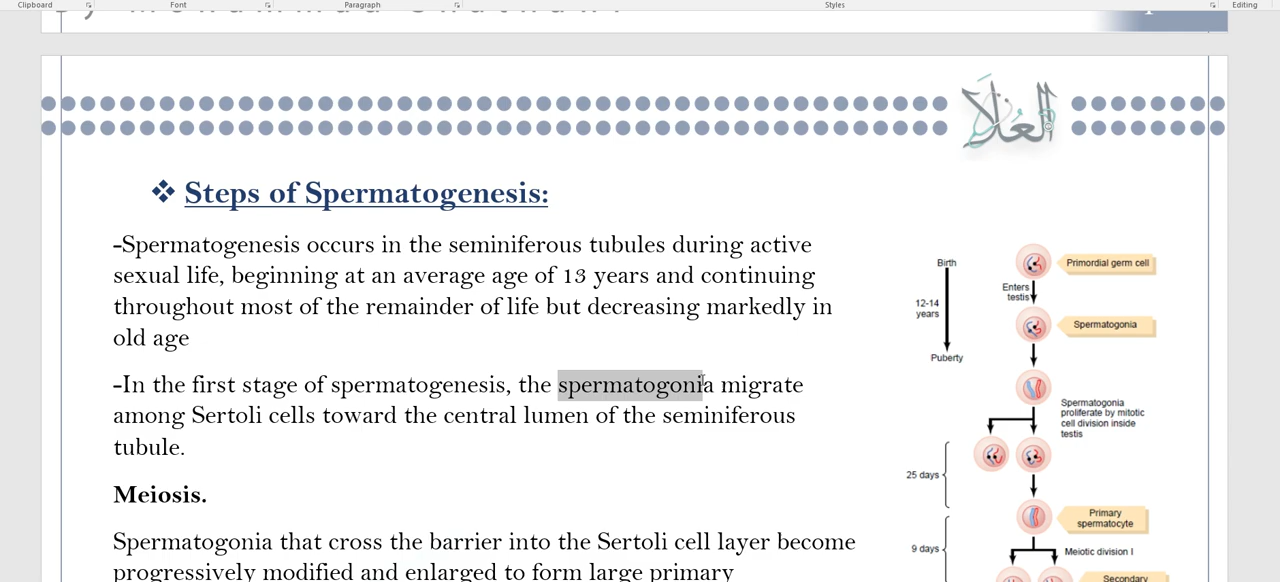 Clipboard
Font
Paragraph
Styles
Editing
العُلا
❖ Steps of Spermatogenesis:
-Spermatogenesis occurs in the seminiferous tubules during active
sexual life, beginning at an average age of 13 years and continuing
throughout most of the remainder of life but decreasing markedly in
old age
-In the first stage of spermatogenesis, the spermatogonia migrate
among Sertoli cells toward the central lumen of the seminiferous
tubule.
Meiosis.
Spermatogonia that cross the barrier into the Sertoli cell layer become
progressively modified and enlarged to form large primary
Birth
12-14
years
Puberty
25 days
9 days
Primordial germ cell
Enters
testis
Spermatogonia
Spermatogonia
proliferate by mitotic
cell division inside
testis
Primary
spermatocyte
Meiotic division I
Secondary